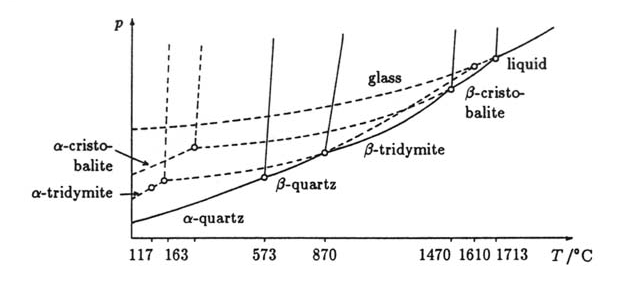 p
glass
liquid
β-cristo-
balite
α-cristo-
balite
β-tridymite
α-tridymite
β-quartz
α-quartz
117 163 573 870 1470 1610 1713 T/°C